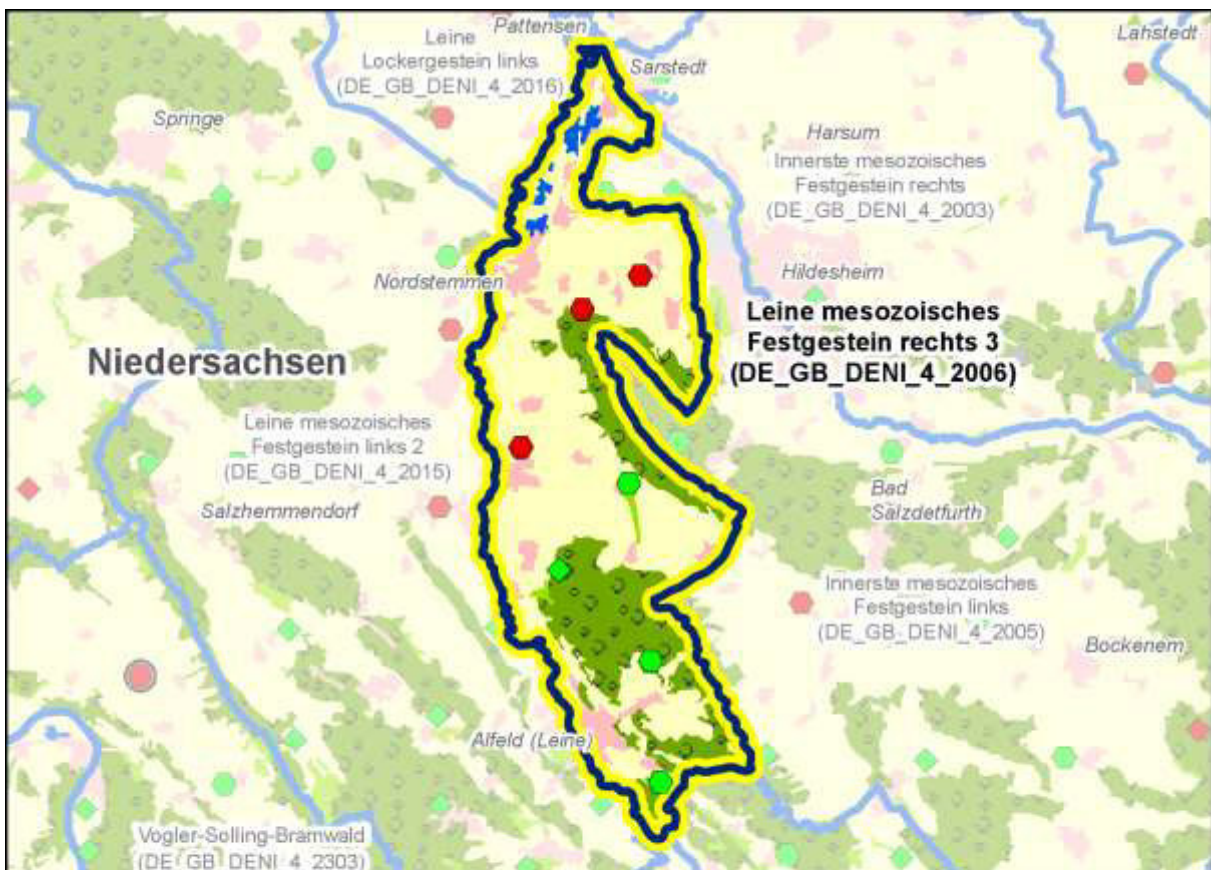 Pattensen
Leine
Lockergestein links
(DE_GB_DENI_4_2016)
Sarstedt
Lahstedt
Springe
Harsum
Innerste mesozoisches
Festgestein rechts
(DE_GB_DENI_4_2003)
Nordstemmen
Hildesheim
Leine mesozoisches
Festgestein rechts 3
(DE_GB_DENI_4_2006)
Niedersachsen
Leine mesozoisches
Festgestein links 2
(DE_GB_DENI_4_2015)
Salzhemmendorf
Bad
Salzdetfurth
Innerste mesozoisches
Festgestein links
(DE_GB_DENI_4_2005)
Bockenem
Alfeld (Leine)
Vogler-Solling-Bramwald
(DE_GB_DENI_4_2303)